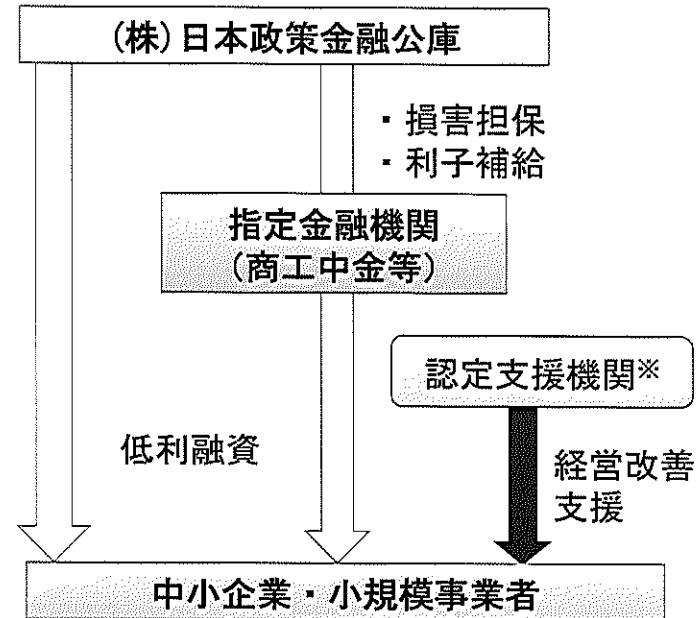 (株)日本政策金融公庫
・損害担保
・利子補給
指定金融機関
(商工中金等)
認定支援機関※
低利融資
経営改善
支援
中小企業・小規模事業者